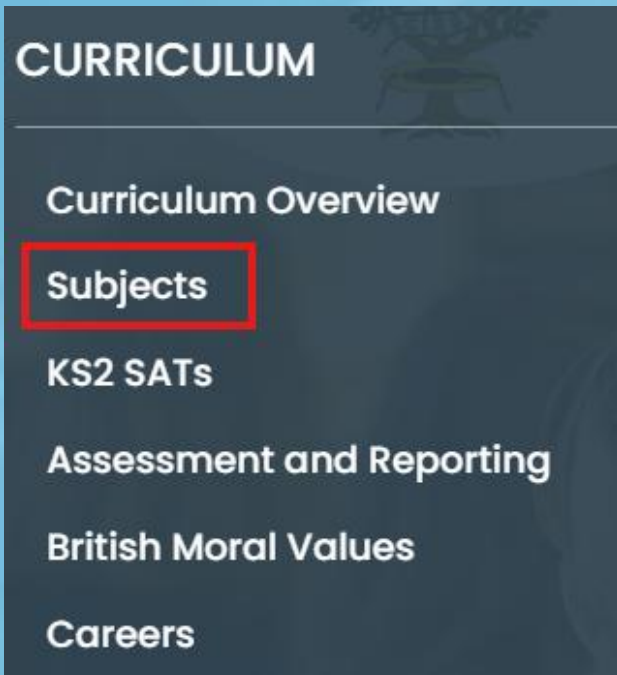 CURRICULUM
Curriculum Overview
Subjects
KS2 SATs
Assessment and Reporting
British Moral Values
Careers